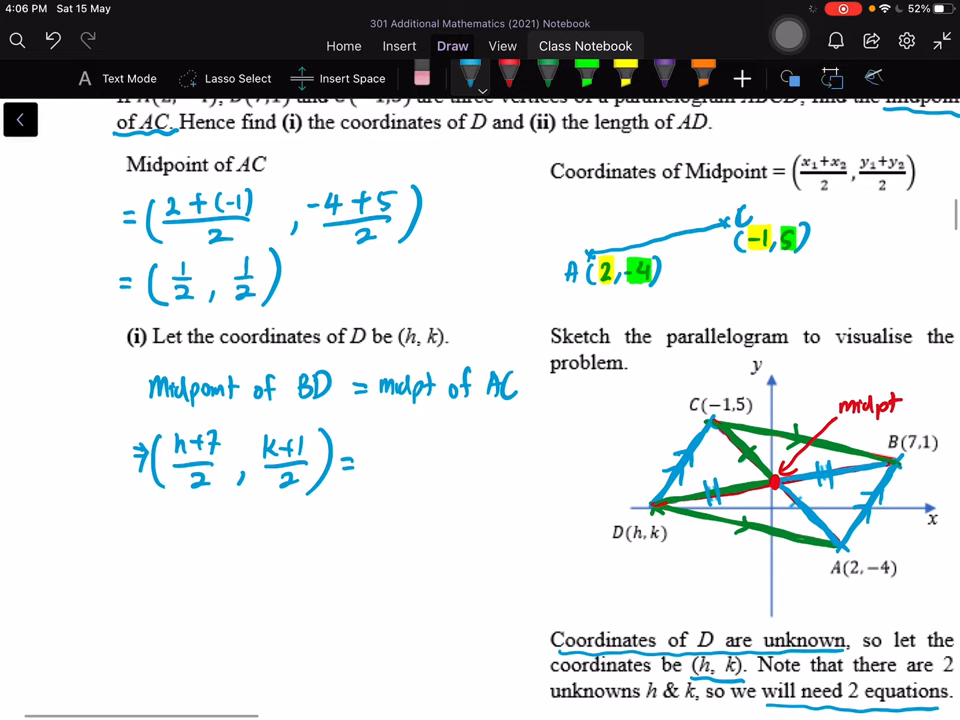 4:06 PM Sat 15 May
52%
301 Additional Mathematics (2021) Notebook
Home Insert Draw View Class Notebook
A Text Mode Lasso Select Insert Space
of AC. Hence find (i) the coordinates of D and (ii) the length of AD.
Midpoint of AC
= (2 + (-1)/2 , -4 + 5/2)
= (1/2 , 1/2)
(i) Let the coordinates of D be (h, k).
Midpoint of BD = midpt of AC
⇒ (h+7/2 , k+1/2) =
Coordinates of Midpoint = (x₁+x₂/2 , y₁+y₂/2)
C
(-1, 5)
A (2, -4)
Sketch the parallelogram to visualise the
problem.
y
C(−1,5)
midpt
B(7,1)
x
D(h, k)
A(2, −4)
Coordinates of D are unknown, so let the
coordinates be (h, k). Note that there are 2
unknowns h & k, so we will need 2 equations.